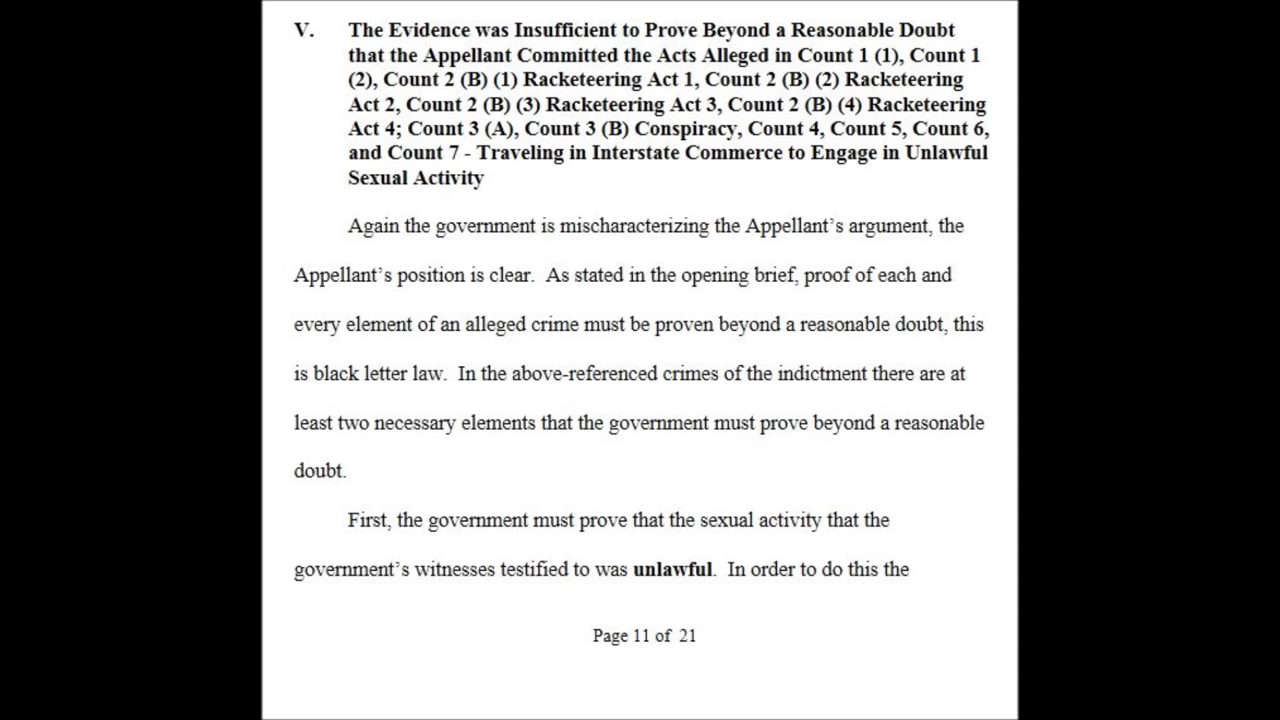 V. The Evidence was Insufficient to Prove Beyond a Reasonable Doubt
that the Appellant Committed the Acts Alleged in Count 1 (1), Count 1
(2), Count 2 (B) (1) Racketeering Act 1, Count 2 (B) (2) Racketeering
Act 2, Count 2 (B) (3) Racketeering Act 3, Count 2 (B) (4) Racketeering
Act 4; Count 3 (A), Count 3 (B) Conspiracy, Count 4, Count 5, Count 6,
and Count 7 - Traveling in Interstate Commerce to Engage in Unlawful
Sexual Activity
Again the government is mischaracterizing the Appellant’s argument, the
Appellant’s position is clear.  As stated in the opening brief, proof of each and
every element of an alleged crime must be proven beyond a reasonable doubt, this
is black letter law.  In the above-referenced crimes of the indictment there are at
least two necessary elements that the government must prove beyond a reasonable
doubt.
First, the government must prove that the sexual activity that the
government’s witnesses testified to was unlawful.  In order to do this the
Page 11 of 21